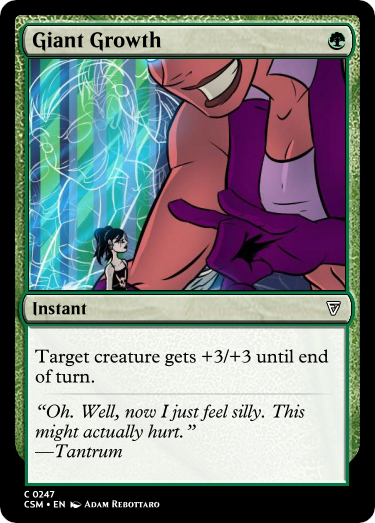 Giant Growth
Instant
Target creature gets +3/+3 until end
of turn.
“Oh. Well, now I just feel silly. This
might actually hurt.”
—Tantrum
C 0247
CSM • EN Adam Rebottaro